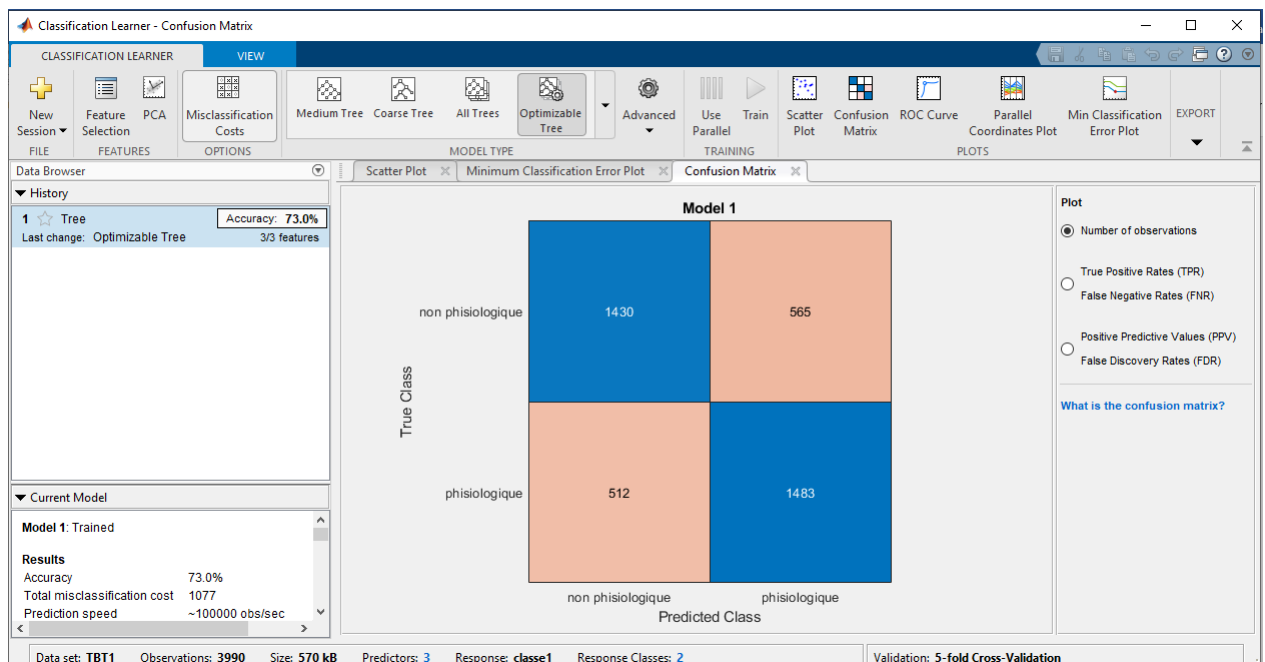 Classification Learner - Confusion Matrix
CLASSIFICATION LEARNER VIEW
New Session
Feature Selection
PCA
Misclassification Costs
Medium Tree
Coarse Tree
All Trees
Optimizable Tree
Advanced
Use Parallel
Train
Scatter Plot
Confusion Matrix
ROC Curve
Parallel Coordinates Plot
Min Classification Error Plot
EXPORT
FILE FEATURES OPTIONS MODEL TYPE TRAINING PLOTS
Data Browser
History
1 Tree Accuracy: 73.0%
Last change: Optimizable Tree 3/3 features
Current Model
Model 1: Trained
Results
Accuracy 73.0%
Total misclassification cost 1077
Prediction speed ~100000 obs/sec
Scatter Plot Minimum Classification Error Plot Confusion Matrix
Model 1
True Class
non phisiologique 1430 565
phisiologique 512 1483
non phisiologique phisiologique
Predicted Class
Plot
Number of observations
True Positive Rates (TPR)
False Negative Rates (FNR)
Positive Predictive Values (PPV)
False Discovery Rates (FDR)
What is the confusion matrix?
Data set: TBT1 Observations: 3990 Size: 570 kB Predictors: 3 Response: classe1 Response Classes: 2 Validation: 5-fold Cross-Validation